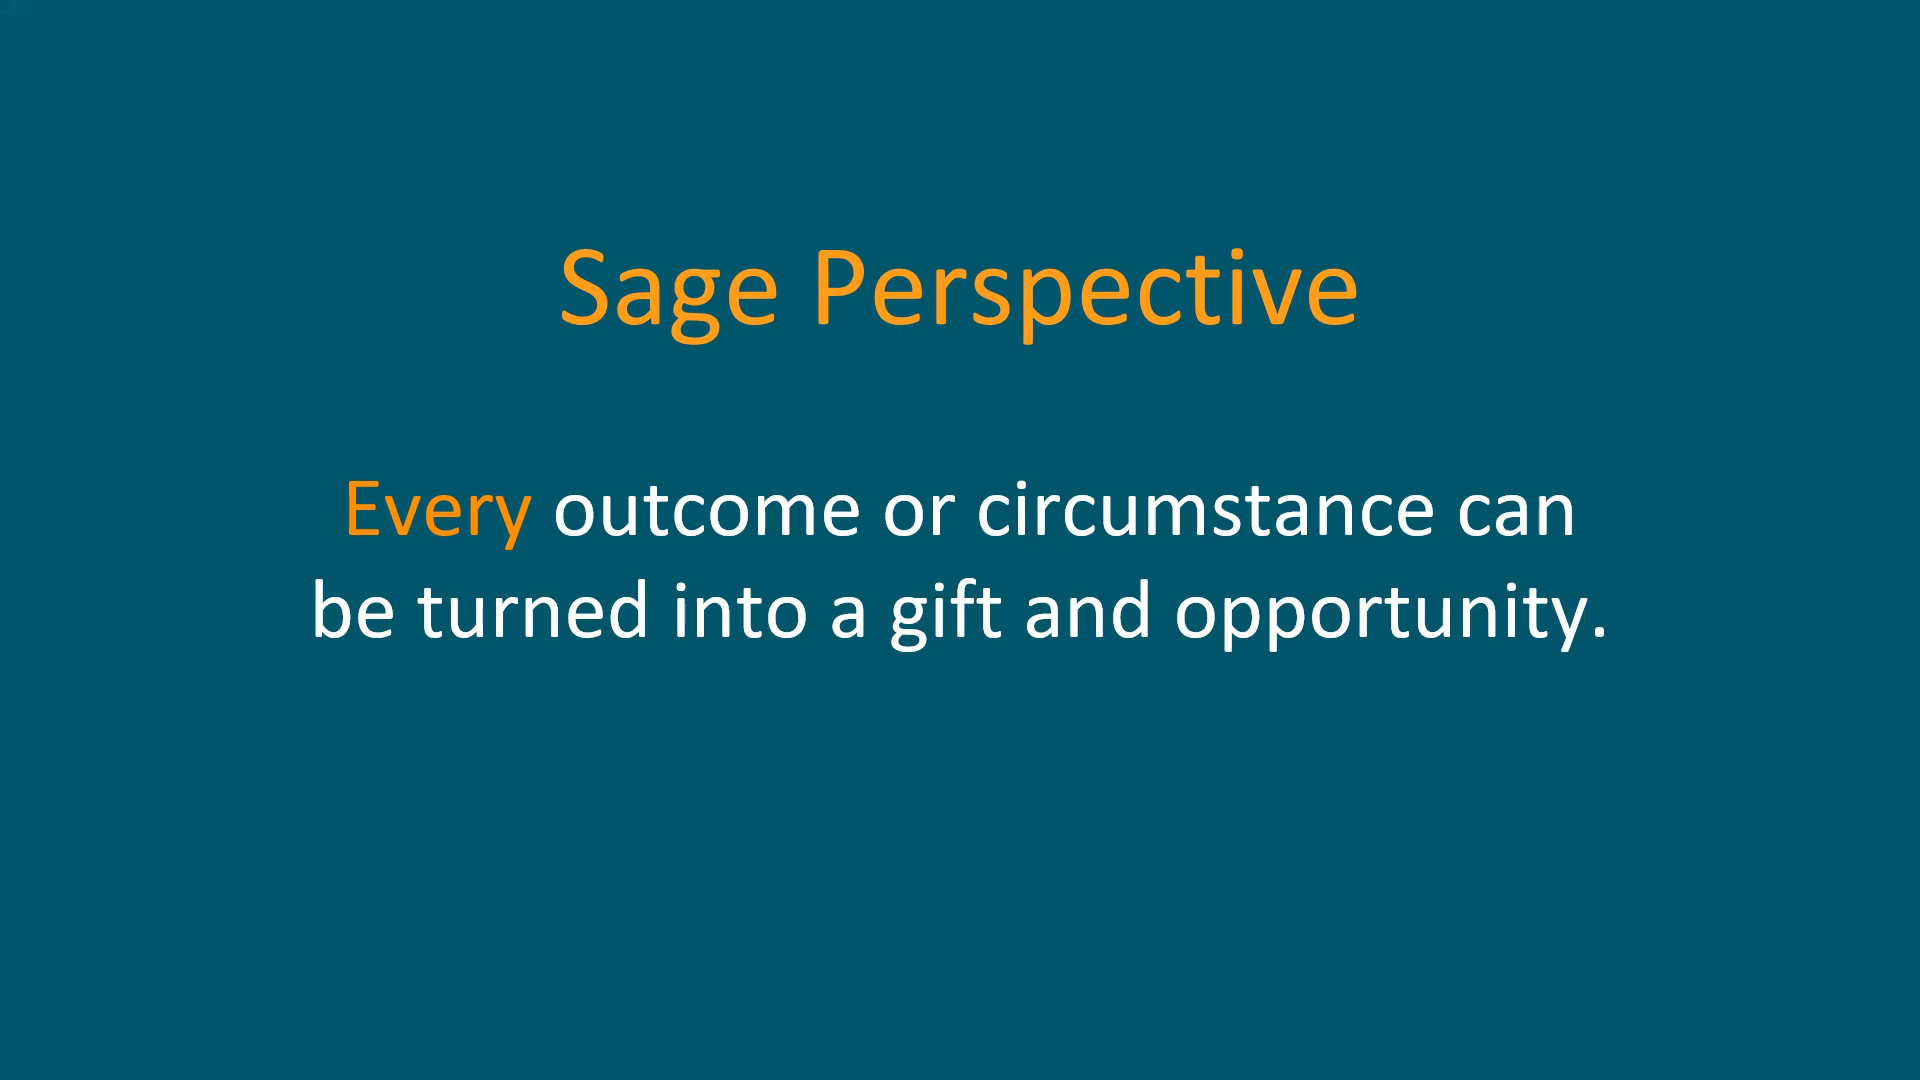 Sage Perspective
Every outcome or circumstance can
be turned into a gift and opportunity.